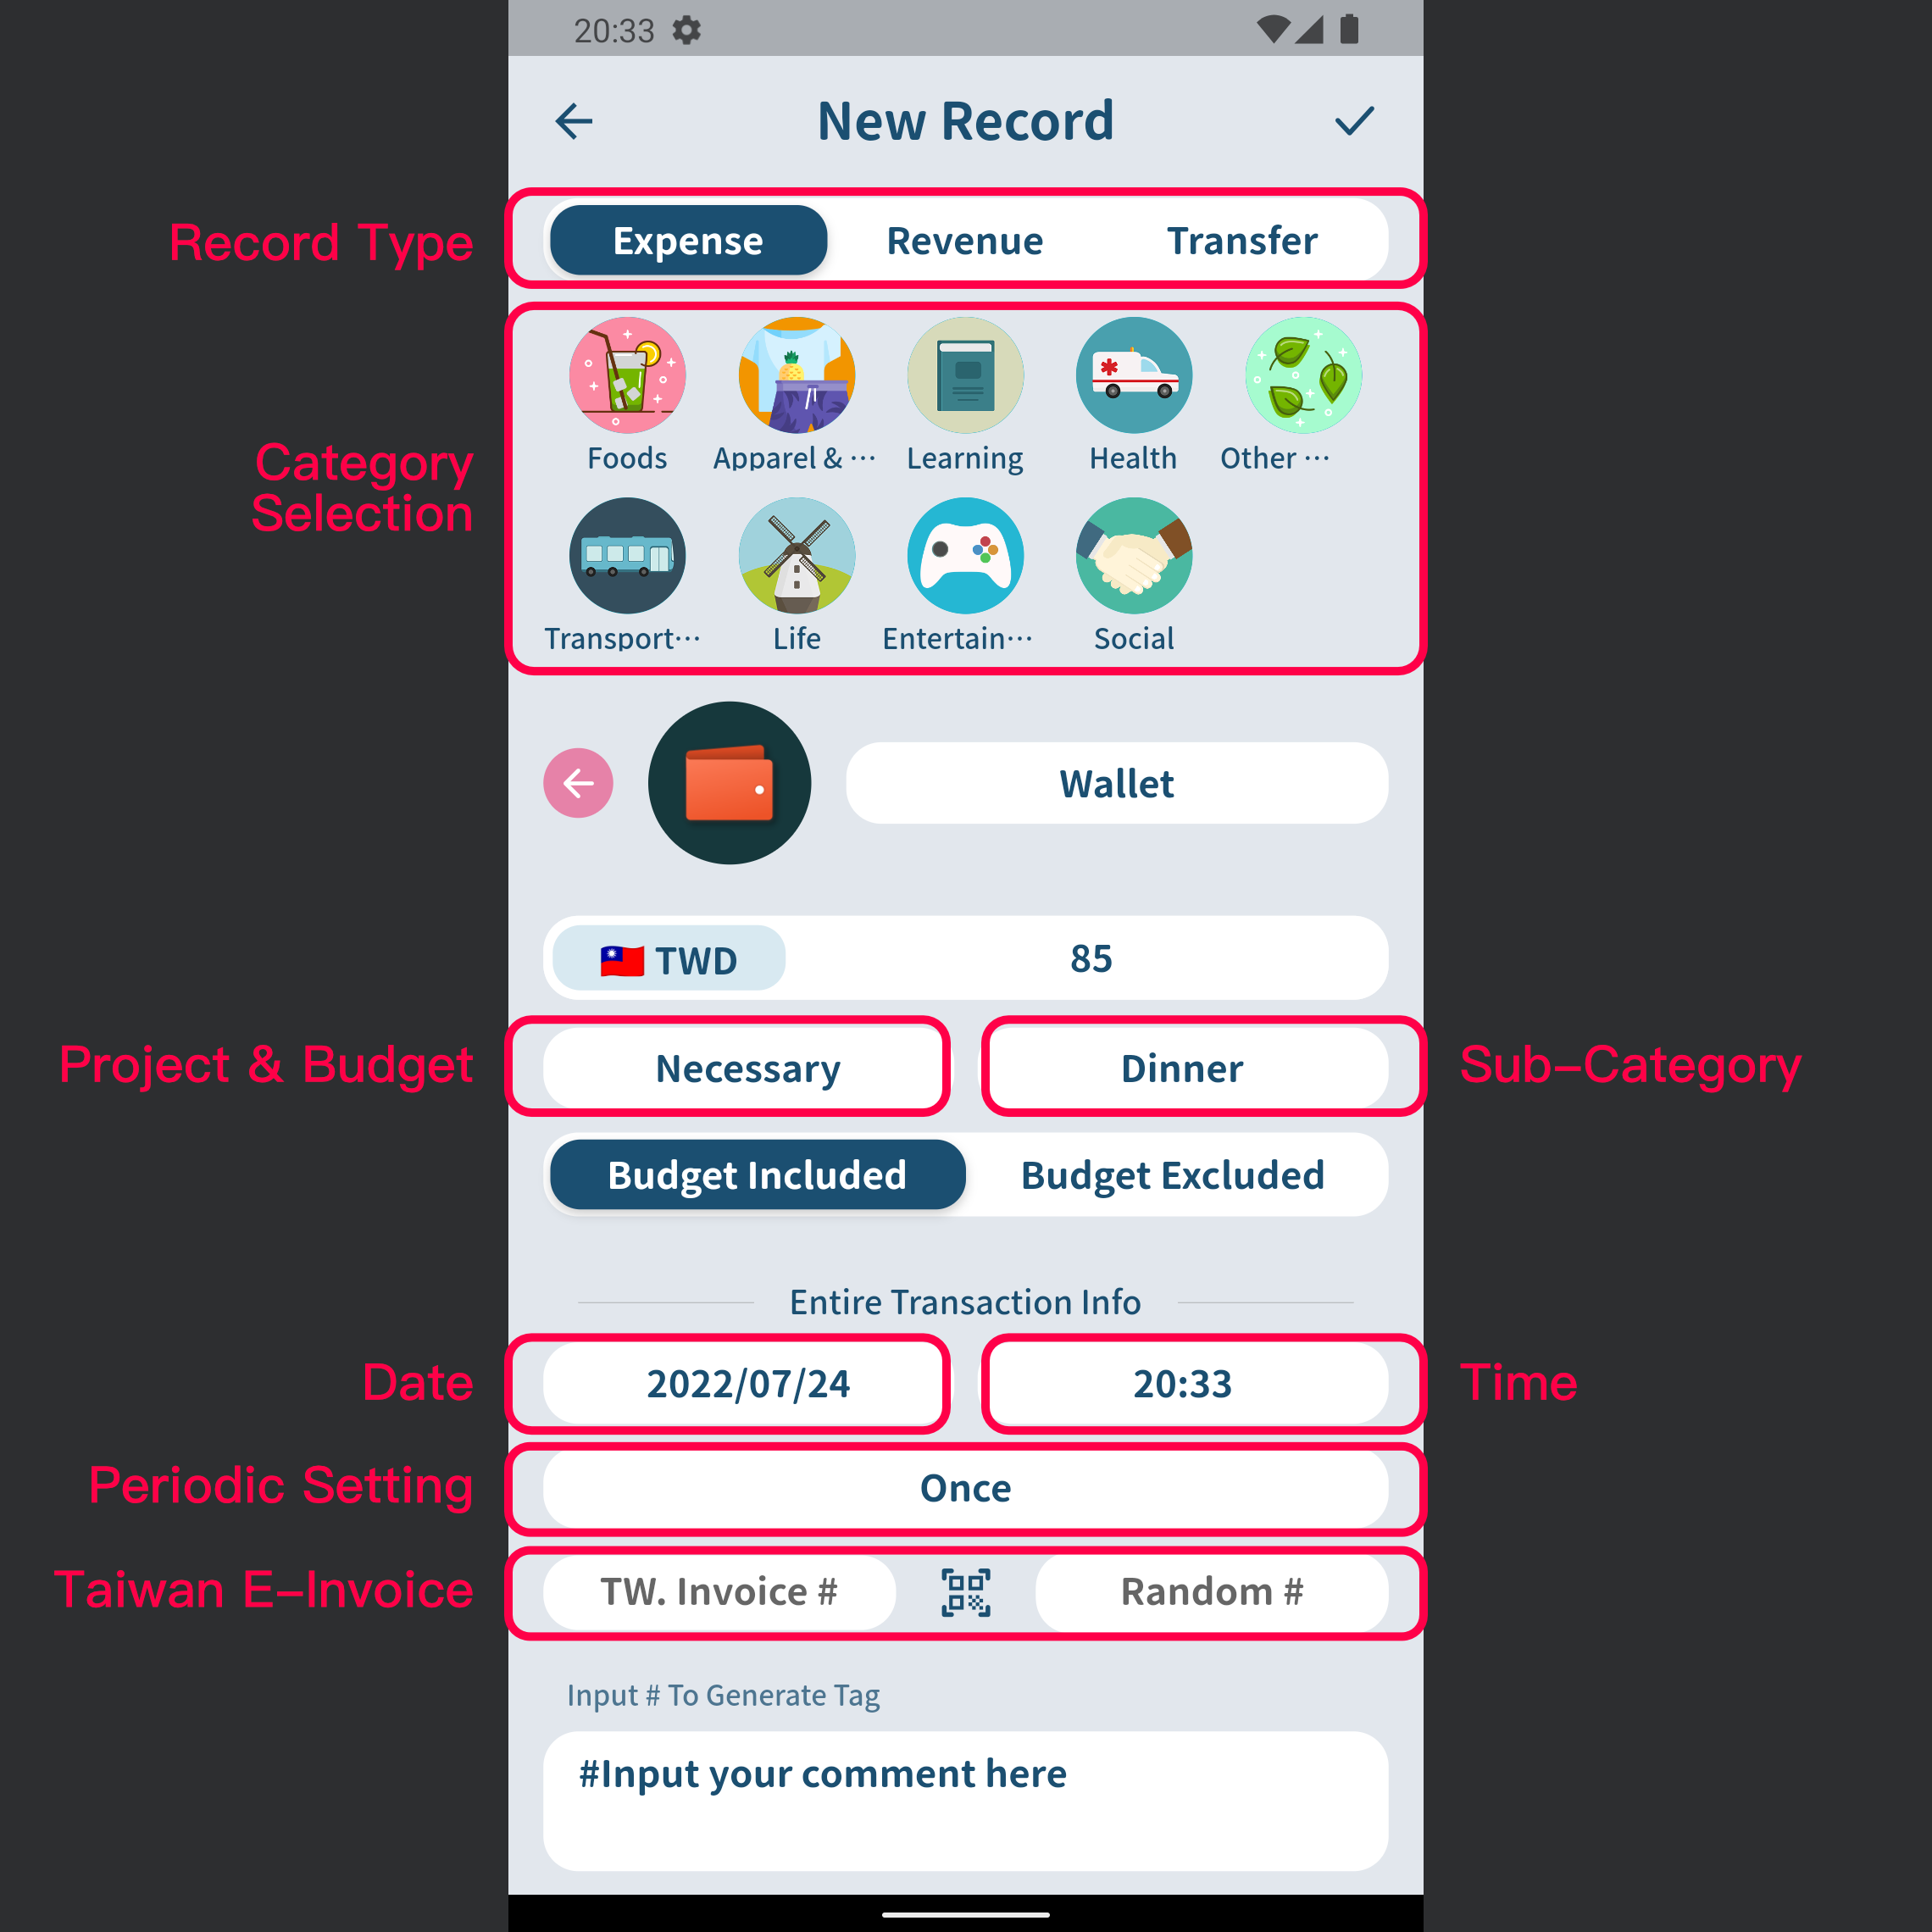 20:33
New Record
Record Type
Expense Revenue Transfer
Category
Selection
Foods Apparel & ··· Learning Health Other ···
Transport··· Life Entertain··· Social
Wallet
TWD 85
Project & Budget
Necessary Dinner
Sub-Category
Budget Included Budget Excluded
Entire Transaction Info
Date
2022/07/24 20:33
Time
Periodic Setting
Once
Taiwan E-Invoice
TW. Invoice # Random #
Input # To Generate Tag
#Input your comment here